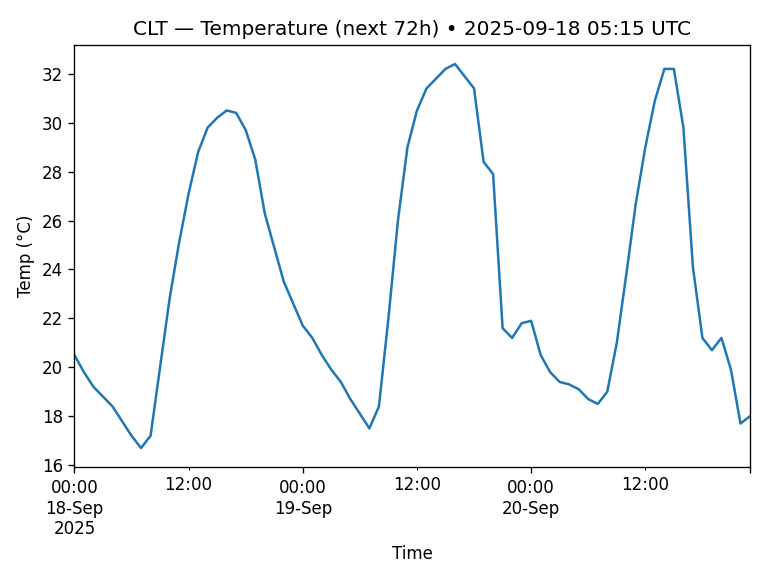 CLT — Temperature (next 72h) • 2025-09-18 05:15 UTC
Temp (°C)
32
30
28
26
24
22
20
18
16
00:00 12:00 00:00 12:00 00:00 12:00
18-Sep 19-Sep 20-Sep
2025
Time